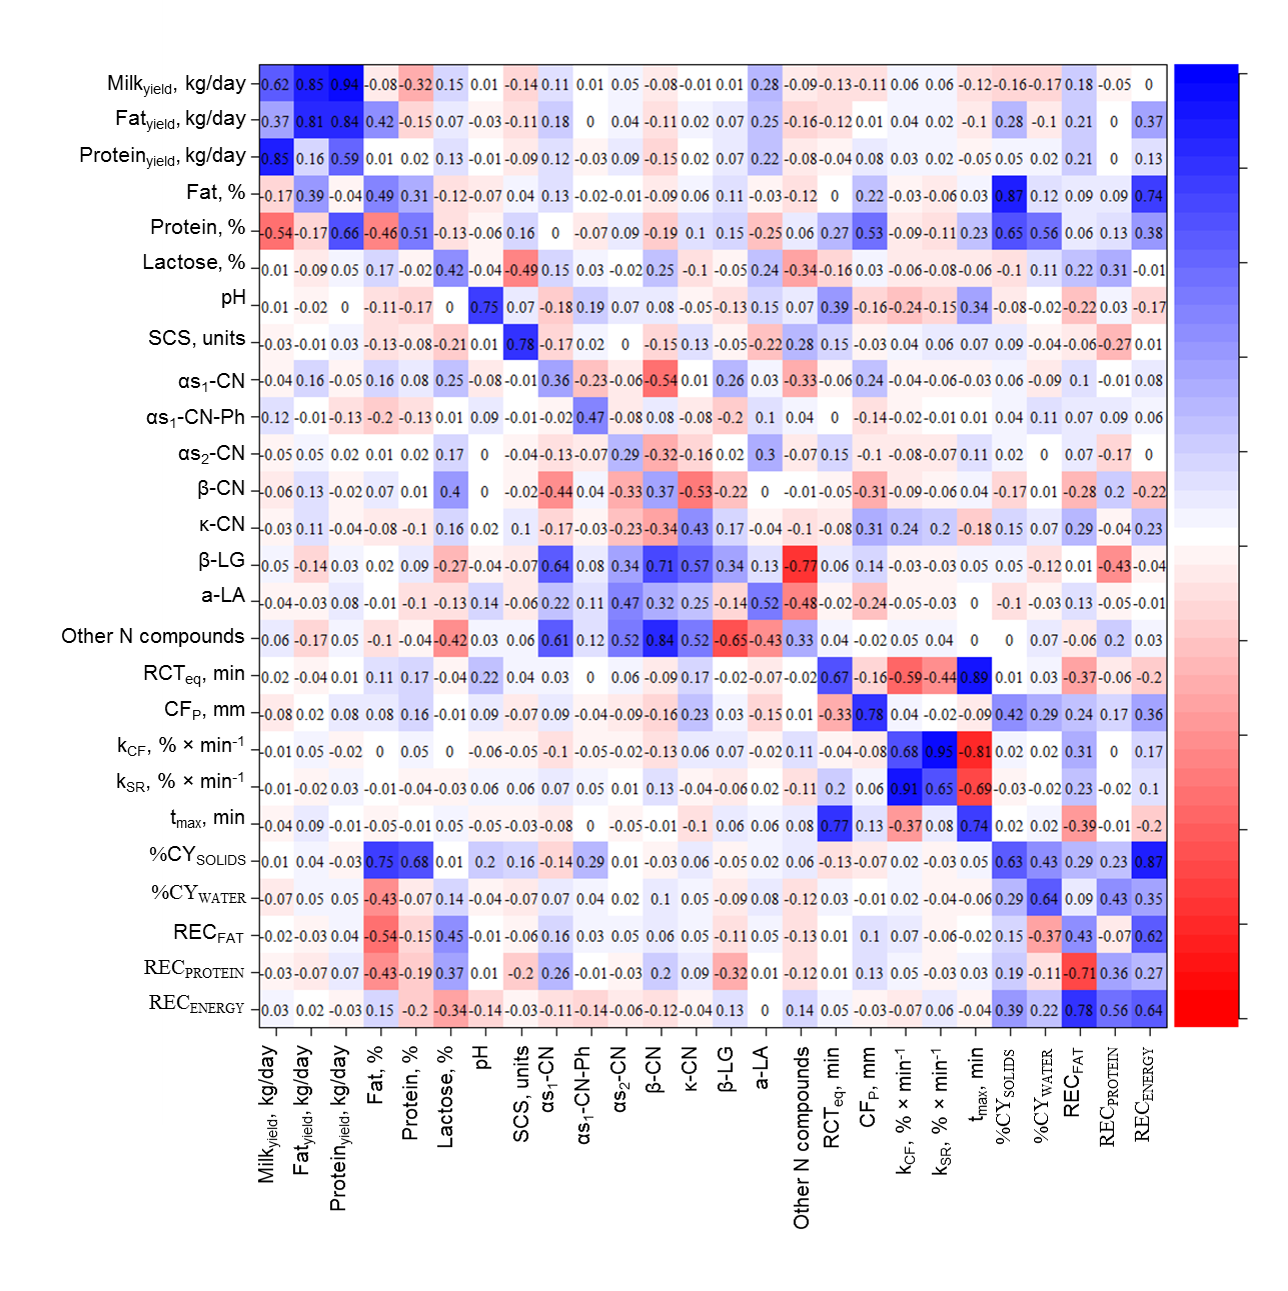 Milkyield, kg/day 0.62 0.85 0.94 -0.08 -0.32 0.15 0.01 -0.14 0.11 0.01 0.05 -0.08 -0.01 0.01 0.28 -0.09 -0.13 -0.11 0.06 0.06 -0.12 -0.16 -0.17 0.18 -0.05 0
Fatyield, kg/day 0.37 0.81 0.84 0.42 -0.15 0.07 -0.03 -0.11 0.18 0 0.04 -0.11 0.02 0.07 0.25 -0.16 -0.12 0.01 0.04 0.02 -0.1 0.28 -0.1 0.21 0 0.37
Proteinyield, kg/day 0.85 0.16 0.59 0.01 0.02 0.13 -0.01 -0.09 0.12 -0.03 0.09 -0.15 0.02 0.07 0.22 -0.08 -0.04 0.08 0.03 0.02 -0.05 0.05 0.02 0.21 0 0.13
Fat, % -0.17 0.39 -0.04 0.49 0.31 -0.12 -0.07 0.04 0.13 -0.02 -0.01 -0.09 0.06 0.11 -0.03 -0.12 0 0.22 -0.03 -0.06 0.03 0.87 0.12 0.09 0.09 0.74
Protein, % -0.54 -0.17 0.66 -0.46 0.51 -0.13 -0.06 0.16 0 -0.07 0.09 -0.19 0.1 0.15 -0.25 0.06 0.27 0.53 -0.09 -0.11 0.23 0.65 0.56 0.06 0.13 0.38
Lactose, % 0.01 -0.09 0.05 0.17 -0.02 0.42 -0.04 -0.49 0.15 0.03 -0.02 0.25 -0.1 -0.05 0.24 -0.34 -0.16 0.03 -0.06 -0.08 -0.06 -0.1 0.11 0.22 0.31 -0.01
pH 0.01 -0.02 0 -0.11 -0.17 0 0.75 0.07 -0.18 0.19 0.07 0.08 -0.05 -0.13 0.15 0.07 0.39 -0.16 -0.24 -0.15 0.34 -0.08 -0.02 -0.22 0.03 -0.17
SCS, units -0.03 -0.01 0.03 -0.13 -0.08 -0.21 0.01 0.78 -0.17 0.02 0 -0.15 0.13 -0.05 -0.22 0.28 0.15 -0.03 0.04 0.06 0.07 0.09 -0.04 -0.06 -0.27 0.01
αs1-CN -0.04 0.16 -0.05 0.16 0.08 0.25 -0.08 -0.01 0.36 -0.23 -0.06 -0.54 0.01 0.26 0.03 -0.33 -0.06 0.24 -0.04 -0.06 -0.03 0.06 -0.09 0.1 -0.01 0.08
αs1-CN-Ph 0.12 -0.01 -0.13 -0.2 -0.13 0.01 0.09 -0.01 -0.02 0.47 -0.08 0.08 -0.08 -0.2 0.1 0.04 0 -0.14 -0.02 -0.01 0.01 0.04 0.11 0.07 0.09 0.06
αs2-CN -0.05 0.05 0.02 0.01 0.02 0.17 0 -0.04 -0.13 -0.07 0.29 -0.32 -0.16 0.02 0.3 -0.07 0.15 -0.1 -0.08 -0.07 0.11 0.02 0 0.07 -0.17 0
β-CN -0.06 0.13 -0.02 0.07 0.01 0.4 0 -0.02 -0.44 0.04 -0.33 0.37 -0.53 -0.22 0 -0.01 -0.05 -0.31 -0.09 -0.06 0.04 -0.17 0.01 -0.28 0.2 -0.22
κ-CN -0.03 0.11 -0.04 -0.08 -0.1 0.16 0.02 0.1 -0.17 -0.03 -0.23 -0.34 0.43 0.17 -0.04 -0.1 -0.08 0.31 0.24 0.2 -0.18 0.15 0.07 0.29 -0.04 0.23
β-LG 0.05 -0.14 0.03 0.02 0.09 -0.27 -0.04 -0.07 0.64 0.08 0.34 0.71 0.57 0.34 0.13 -0.77 0.06 0.14 -0.03 -0.03 0.05 0.05 -0.12 0.01 -0.43 -0.04
a-LA -0.04 -0.03 0.08 -0.01 -0.1 -0.13 0.14 -0.06 0.22 0.11 0.47 0.32 0.25 -0.14 0.52 -0.48 -0.02 -0.24 -0.05 -0.03 0 -0.1 -0.03 0.13 -0.05 -0.01
Other N compounds 0.06 -0.17 0.05 -0.1 -0.04 -0.42 0.03 0.06 0.61 0.12 0.52 0.84 0.52 -0.65 -0.43 0.33 0.04 -0.02 0.05 0.04 0 0 0.07 -0.06 0.2 0.03
RCTeq, min 0.02 -0.04 0.01 0.11 0.17 -0.04 0.22 0.04 0.03 0 0.06 -0.09 0.17 -0.02 -0.07 -0.02 0.67 -0.16 -0.59 -0.44 0.89 0.01 0.03 -0.37 -0.06 -0.2
CFP, mm -0.08 0.02 0.08 0.08 0.16 -0.01 0.09 -0.07 0.09 -0.04 -0.09 -0.16 0.23 0.03 -0.15 0.01 -0.33 0.78 0.04 -0.02 -0.09 0.42 0.29 0.24 0.17 0.36
kCF, % × min-1 -0.01 0.05 -0.02 0 0.05 0 -0.06 -0.05 -0.1 -0.05 -0.02 -0.13 0.06 0.07 -0.02 0.11 -0.04 -0.08 0.68 0.95 -0.81 0.02 0.02 0.31 0 0.17
kSR, % × min-1 -0.01 -0.02 0.03 -0.01 -0.04 -0.03 0.06 0.06 0.07 0.05 0.01 0.13 -0.04 -0.06 0.02 -0.11 0.2 0.06 0.91 0.65 -0.69 -0.03 -0.02 0.23 -0.02 0.1
tmax, min -0.04 0.09 -0.01 -0.05 -0.01 0.05 -0.05 -0.03 -0.08 0 -0.05 -0.01 -0.1 0.06 0.06 0.08 0.77 0.13 -0.37 0.08 0.74 0.02 0.02 -0.39 -0.01 -0.2
%CYSOLIDS 0.01 0.04 -0.03 0.75 0.68 0.01 0.2 0.16 -0.14 0.29 0.01 -0.03 0.06 -0.05 0.02 0.06 -0.13 -0.07 0.02 -0.03 0.05 0.63 0.43 0.29 0.23 0.87
%CYWATER -0.07 0.05 0.05 -0.43 -0.07 0.14 -0.04 -0.07 0.07 0.04 0.02 0.1 0.05 -0.09 0.08 -0.12 0.03 -0.01 0.02 -0.04 -0.06 0.29 0.64 0.09 0.43 0.35
RECFAT -0.02 -0.03 0.04 -0.54 -0.15 0.45 -0.01 -0.06 0.16 0.03 0.05 0.06 0.05 -0.11 0.05 -0.13 0.01 0.1 0.07 -0.06 -0.02 0.15 -0.37 0.43 -0.07 0.62
RECPROTEIN -0.03 -0.07 0.07 -0.43 -0.19 0.37 0.01 -0.2 0.26 -0.01 -0.03 0.2 0.09 -0.32 0.01 -0.12 0.01 0.13 0.05 -0.03 0.03 0.19 -0.11 -0.71 0.36 0.27
RECENERGY 0.03 0.02 -0.03 0.15 -0.2 -0.34 -0.14 -0.03 -0.11 -0.14 -0.06 -0.12 -0.04 0.13 0 0.14 0.05 -0.03 -0.07 0.06 -0.04 0.39 0.22 0.78 0.56 0.64
Milkyield, kg/day
Fatyield, kg/day
Proteinyield, kg/day
Fat, %
Protein, %
Lactose, %
pH
SCS, units
αs1-CN
αs1-CN-Ph
αs2-CN
β-CN
κ-CN
β-LG
a-LA
Other N compounds
RCTeq, min
CFP, mm
kCF, % × min-1
kSR, % × min-1
tmax, min
%CYSOLIDS
%CYWATER
RECFAT
RECPROTEIN
RECENERGY